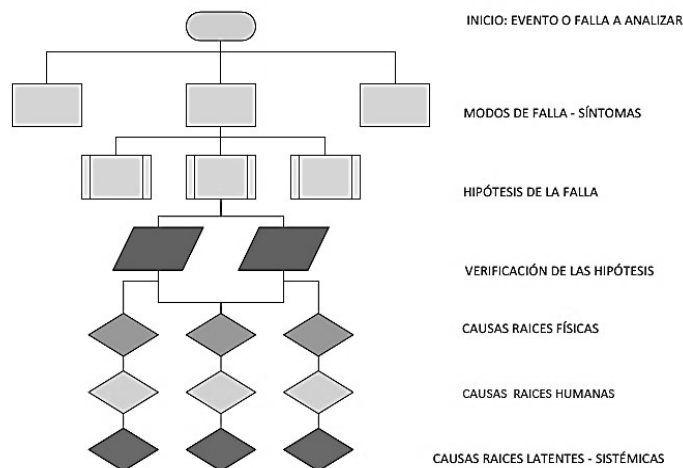 INICIO: EVENTO O FALLA A ANALIZAR
MODOS DE FALLA - SÍNTOMAS
HIPÓTESIS DE LA FALLA
VERIFICACIÓN DE LAS HIPÓTESIS
CAUSAS RAICES FÍSICAS
CAUSAS RAICES HUMANAS
CAUSAS RAICES LATENTES - SISTÉMICAS